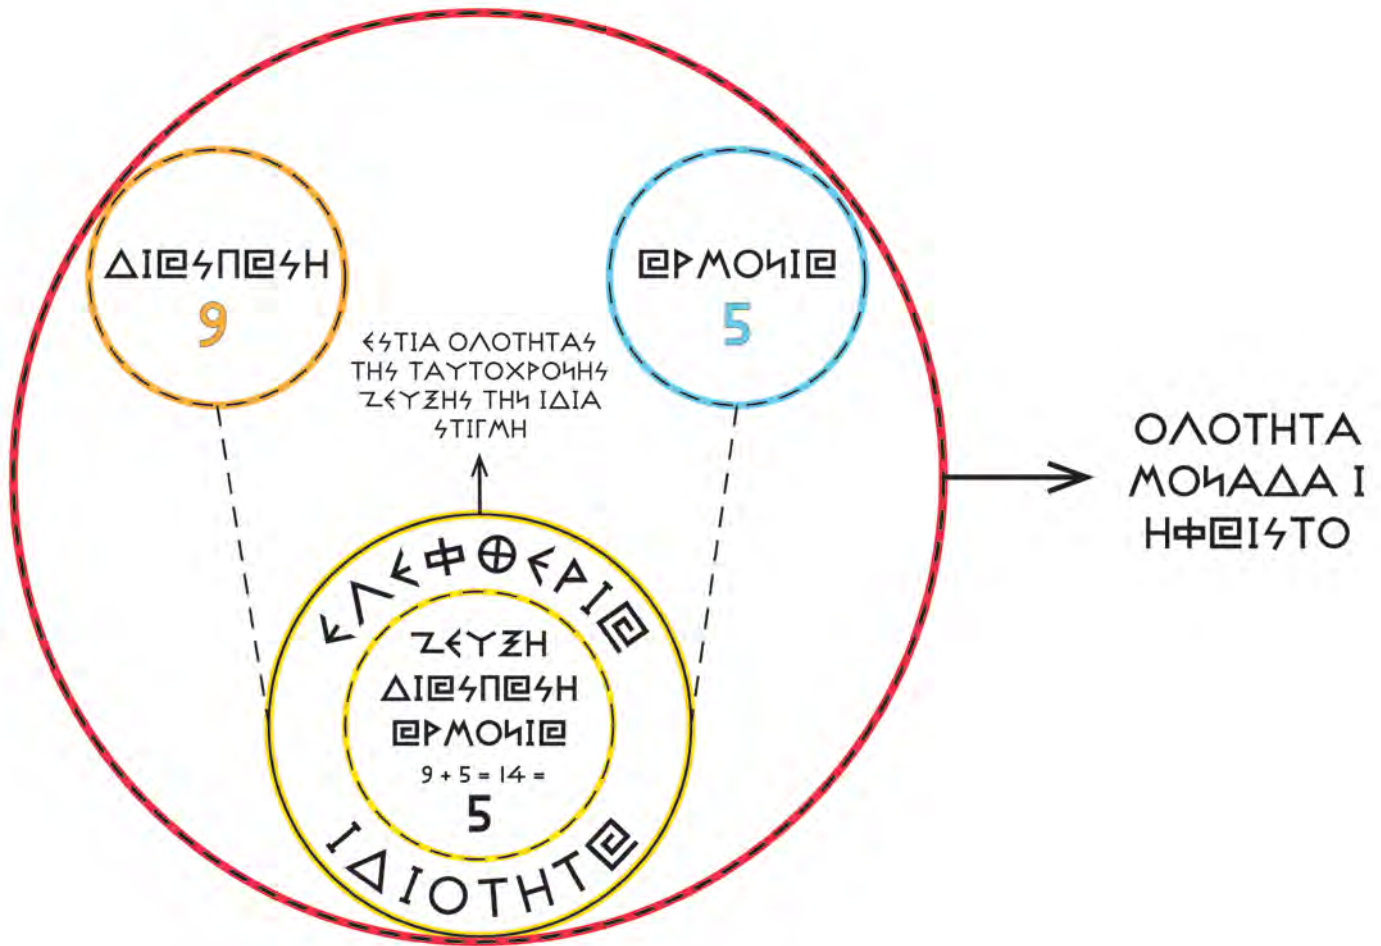 ΔΙΑΣΠΑΣΗ
9
ΑΡΜΟΝΙΑ
5
ΕΣΤΙΑ ΟΛΟΤΗΤΑΣ
ΤΗΣ ΤΑΥΤΟΧΡΟΝΗΣ
ΖΕΥΞΗΣ ΤΗΝ ΙΔΙΑ
ΣΤΙΓΜΗ
ΟΛΟΤΗΤΑ
ΜΟΝΑΔΑ Ι
ΗΦΑΙΣΤΟ
ΕΛΕΦΘΕΡΙΑ
ΖΕΥΞΗ
ΔΙΑΣΠΑΣΗ
ΑΡΜΟΝΙΑ
9 + 5 = 14 =
5
ΙΔΙΟΤΗΤΑ